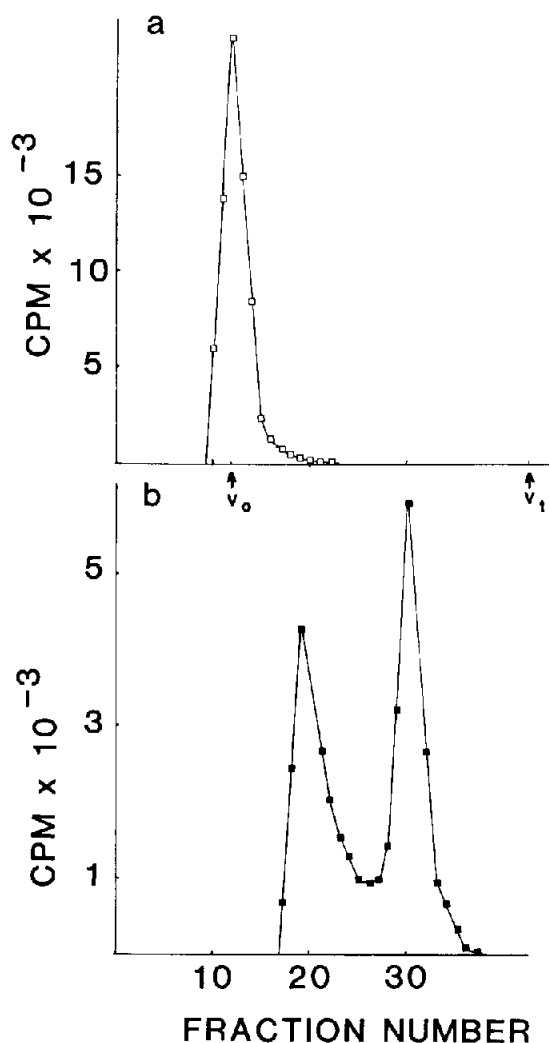 a
CPM x 10⁻³
15
10
5
v₀
vₜ
b
CPM x 10⁻³
5
3
1
10 20 30
FRACTION NUMBER